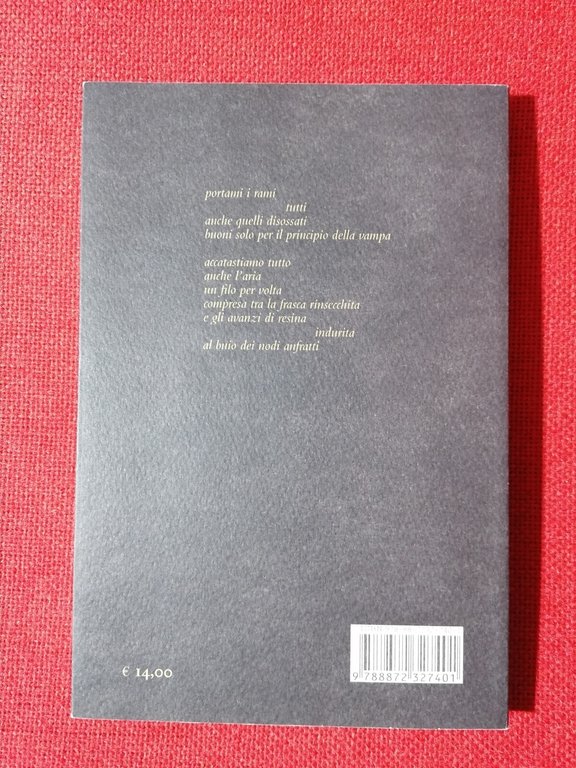 portami i rami
tutti
anche quelli disossati
buoni solo per il principio della vampa
accatastiamo tutto
anche l'aria
un filo per volta
compresa tra la frasca rinsecchita
e gli avanzi di resina
indurita
al buio dei nodi anfratti
€ 14,00
9 788872 327401